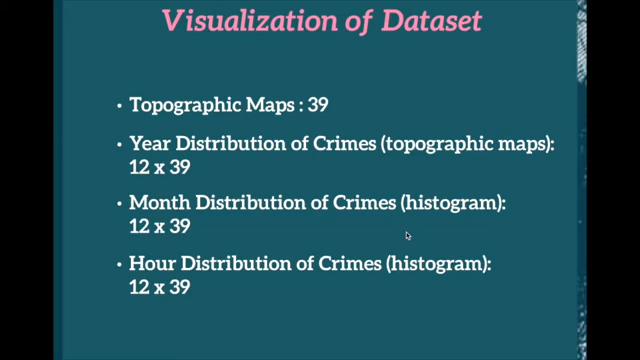 Visualization of Dataset
• Topographic Maps : 39
• Year Distribution of Crimes (topographic maps):
12 x 39
• Month Distribution of Crimes (histogram):
12 x 39
• Hour Distribution of Crimes (histogram):
12 x 39